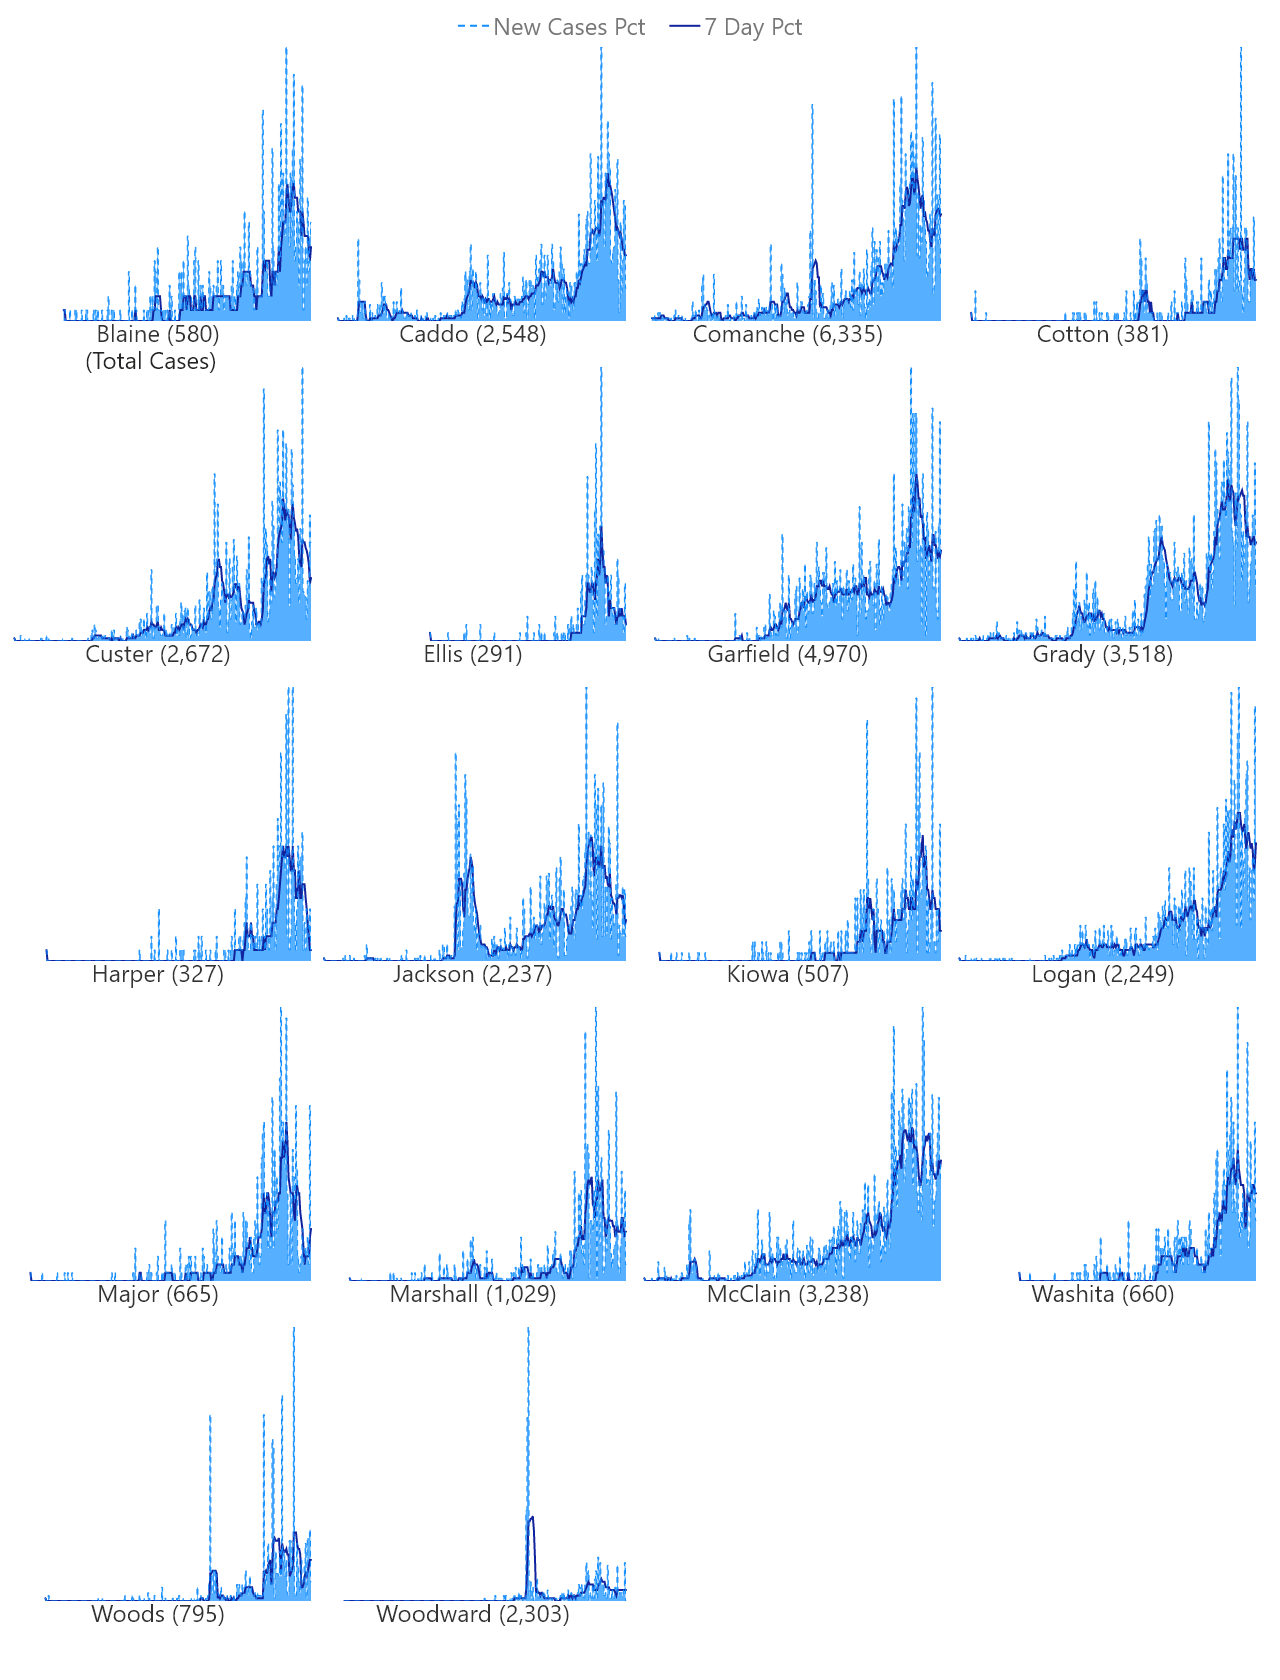 New Cases Pct 7 Day Pct
Blaine (580) Caddo (2,548) Comanche (6,335) Cotton (381)
(Total Cases)
Custer (2,672) Ellis (291) Garfield (4,970) Grady (3,518)
Harper (327) Jackson (2,237) Kiowa (507) Logan (2,249)
Major (665) Marshall (1,029) McClain (3,238) Washita (660)
Woods (795) Woodward (2,303)